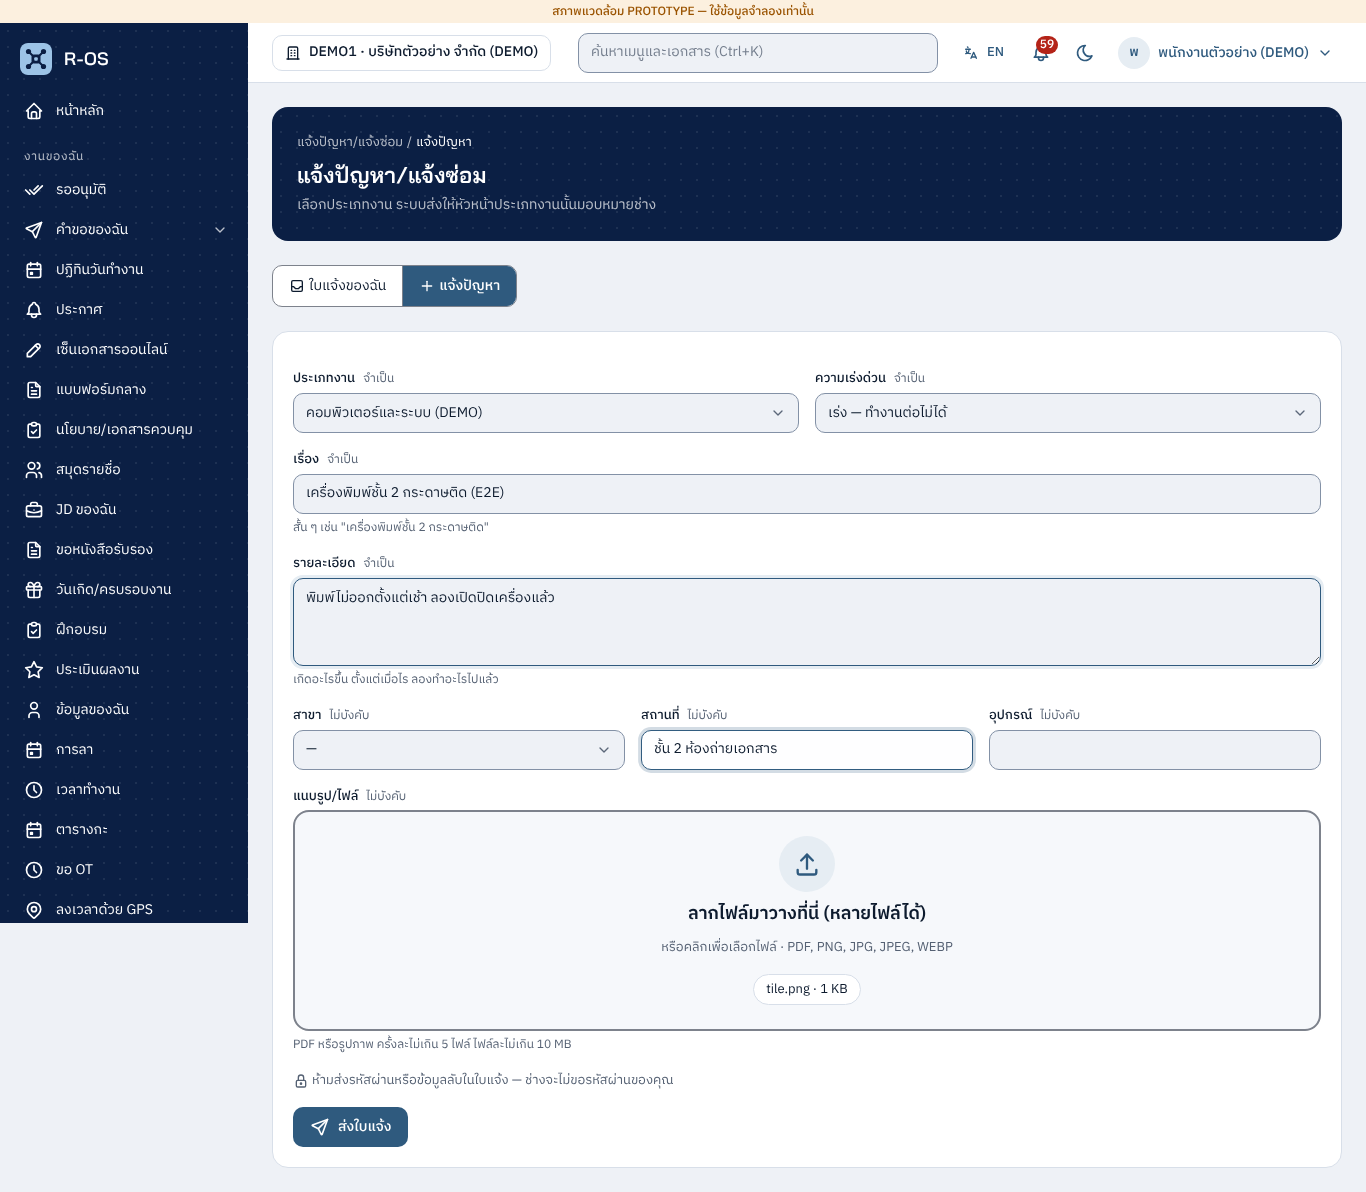 สภาพแวดล้อม PROTOTYPE — ใช้ข้อมูลจำลองเท่านั้น
R-OS
DEMO1 · บริษัทตัวอย่าง จำกัด (DEMO)
ค้นหาเมนูและเอกสาร (Ctrl+K)
EN
59
พ
พนักงานตัวอย่าง (DEMO)
หน้าหลัก
งานของฉัน
รออนุมัติ
คำขอของฉัน
ปฏิทินวันทำงาน
ประกาศ
เซ็นเอกสารออนไลน์
แบบฟอร์มกลาง
นโยบาย/เอกสารควบคุม
สมุดรายชื่อ
JD ของฉัน
ขอหนังสือรับรอง
วันเกิด/ครบรอบงาน
ฝึกอบรม
ประเมินผลงาน
ข้อมูลของฉัน
การลา
เวลาทำงาน
ตารางกะ
ขอ OT
ลงเวลาด้วย GPS
แจ้งปัญหา/แจ้งซ่อม / แจ้งปัญหา
แจ้งปัญหา/แจ้งซ่อม
เลือกประเภทงาน ระบบส่งให้หัวหน้าประเภทงานนั้นมอบหมายช่าง
ใบแจ้งของฉัน
แจ้งปัญหา
ประเภทงาน จำเป็น
ความเร่งด่วน จำเป็น
คอมพิวเตอร์และระบบ (DEMO)
เร่ง — ทำงานต่อไม่ได้
เรื่อง จำเป็น
เครื่องพิมพ์ชั้น 2 กระดาษติด (E2E)
สั้น ๆ เช่น "เครื่องพิมพ์ชั้น 2 กระดาษติด"
รายละเอียด จำเป็น
พิมพ์ไม่ออกตั้งแต่เช้า ลองเปิดปิดเครื่องแล้ว
เกิดอะไรขึ้น ตั้งแต่เมื่อไร ลองทำอะไรไปแล้ว
สาขา ไม่บังคับ
สถานที่ ไม่บังคับ
อุปกรณ์ ไม่บังคับ
—
ชั้น 2 ห้องถ่ายเอกสาร
แนบรูป/ไฟล์ ไม่บังคับ
ลากไฟล์มาวางที่นี่ (หลายไฟล์ได้)
หรือคลิกเพื่อเลือกไฟล์ · PDF, PNG, JPG, JPEG, WEBP
tile.png · 1 KB
PDF หรือรูปภาพ ครั้งละไม่เกิน 5 ไฟล์ ไฟล์ละไม่เกิน 10 MB
ห้ามส่งรหัสผ่านหรือข้อมูลลับในใบแจ้ง — ช่างจะไม่ขอรหัสผ่านของคุณ
ส่งใบแจ้ง